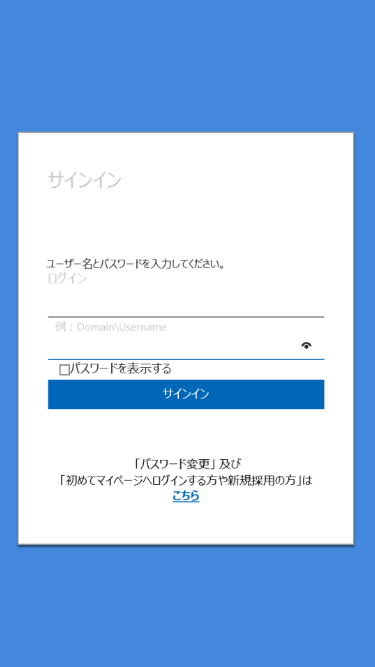 サインイン
ユーザー名とパスワードを入力してください。
ログイン
例：Domain\Username
パスワードを表示する
サインイン
「パスワード変更」及び
「初めてマイページへログインする方や新規採用の方」は
こちら